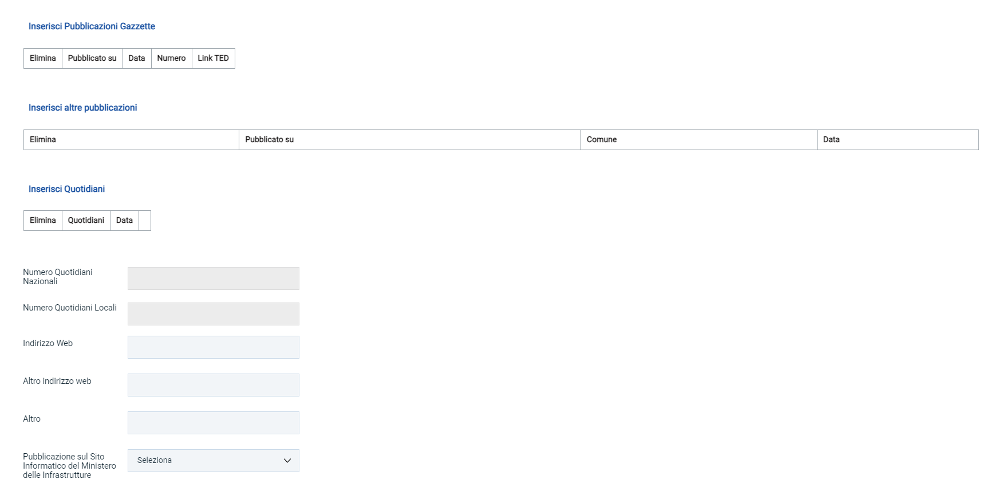 Inserisci Pubblicazioni Gazzette
Elimina Pubblicato su Data Numero Link TED
Inserisci altre pubblicazioni
Elimina Pubblicato su Comune Data
Inserisci Quotidiani
Elimina Quotidiani Data
Numero Quotidiani
Nazionali
Numero Quotidiani Locali
Indirizzo Web
Altro indirizzo web
Altro
Pubblicazione sul Sito
Informatico del Ministero
delle Infrastrutture
Seleziona